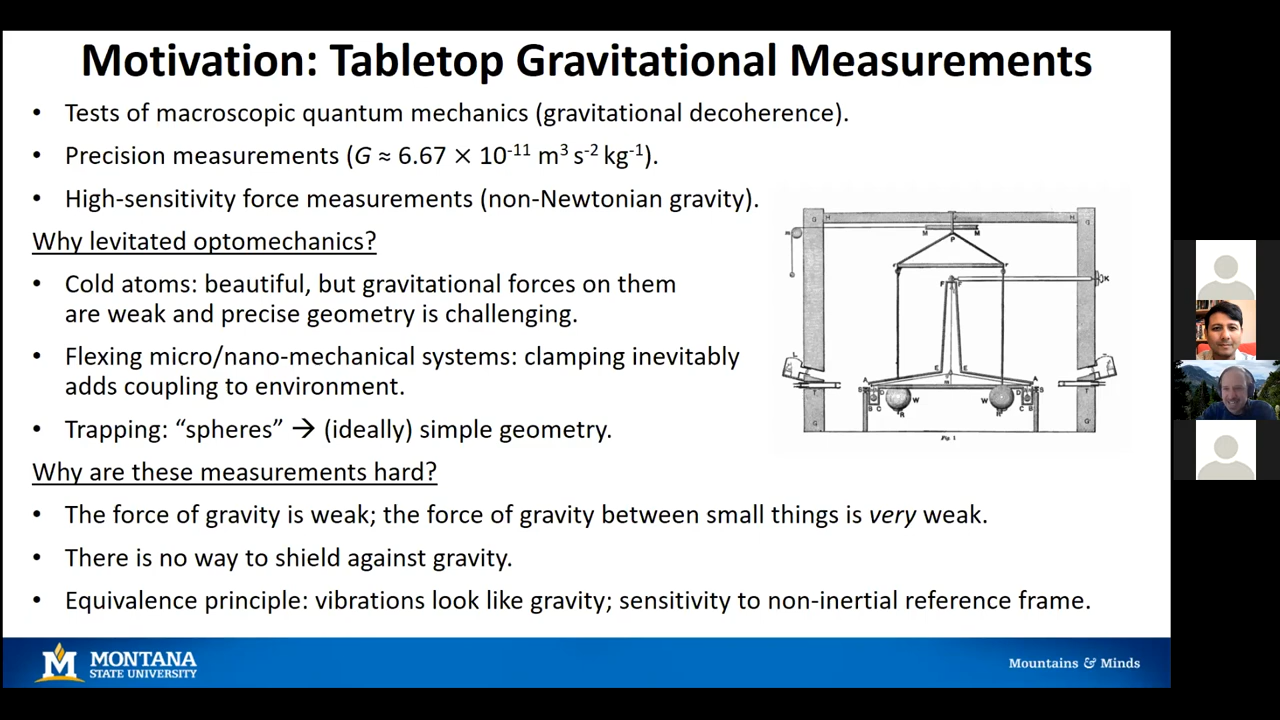 Motivation: Tabletop Gravitational Measurements
• Tests of macroscopic quantum mechanics (gravitational decoherence).
• Precision measurements (G ≈ 6.67 × 10⁻¹¹ m³ s⁻² kg⁻¹).
• High-sensitivity force measurements (non-Newtonian gravity).
Why levitated optomechanics?
• Cold atoms: beautiful, but gravitational forces on them
are weak and precise geometry is challenging.
• Flexing micro/nano-mechanical systems: clamping inevitably
adds coupling to environment.
• Trapping: “spheres” → (ideally) simple geometry.
Why are these measurements hard?
• The force of gravity is weak; the force of gravity between small things is very weak.
• There is no way to shield against gravity.
• Equivalence principle: vibrations look like gravity; sensitivity to non-inertial reference frame.
G H H G
m M M
P
F F K
L L
E E
A A
W W
R R
Fig 1
MONTANA
STATE UNIVERSITY
Mountains & Minds